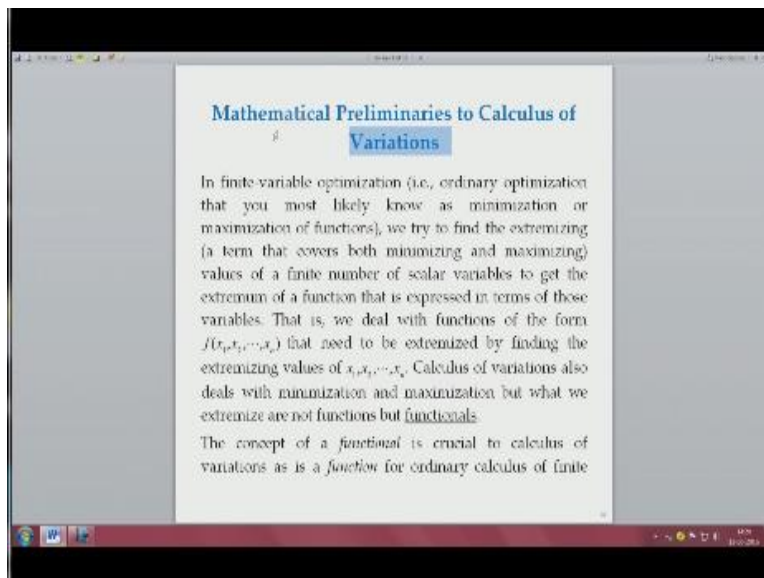 Mathematical Preliminaries to Calculus of
Variations
In finite-variable optimization (i.e., ordinary optimization
that you most likely know as minimization or
maximization of functions), we try to find the extremizing
(a term that covers both minimizing and maximizing)
values of a finite number of scalar variables to get the
extremum of a function that is expressed in terms of those
variables. That is, we deal with functions of the form
f(x₁,x₂,⋯,xₙ) that need to be extremized by finding the
extremizing values of x₁,x₂,⋯,xₙ. Calculus of variations also
deals with minimization and maximization but what we
extremize are not functions but functionals.
The concept of a functional is crucial to calculus of
variations as is a function for ordinary calculus of finite